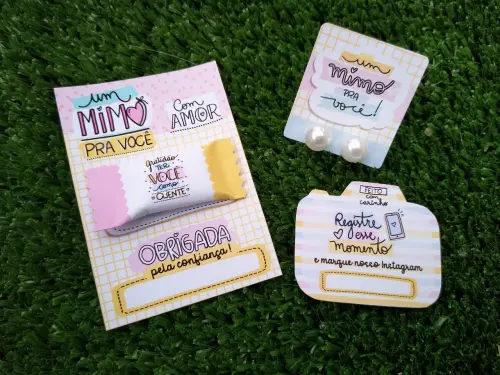 um
MIMO
PRA VOCÊ
Com
AMOR
gratidão
TER
VOCÊ
como
CLIENTE
OBRIGADA
pela confiança!
um
mimo
PRA
você!
FEITO
com
carinho
Registre
esse
MOMENTO
e marque nosso Instagram